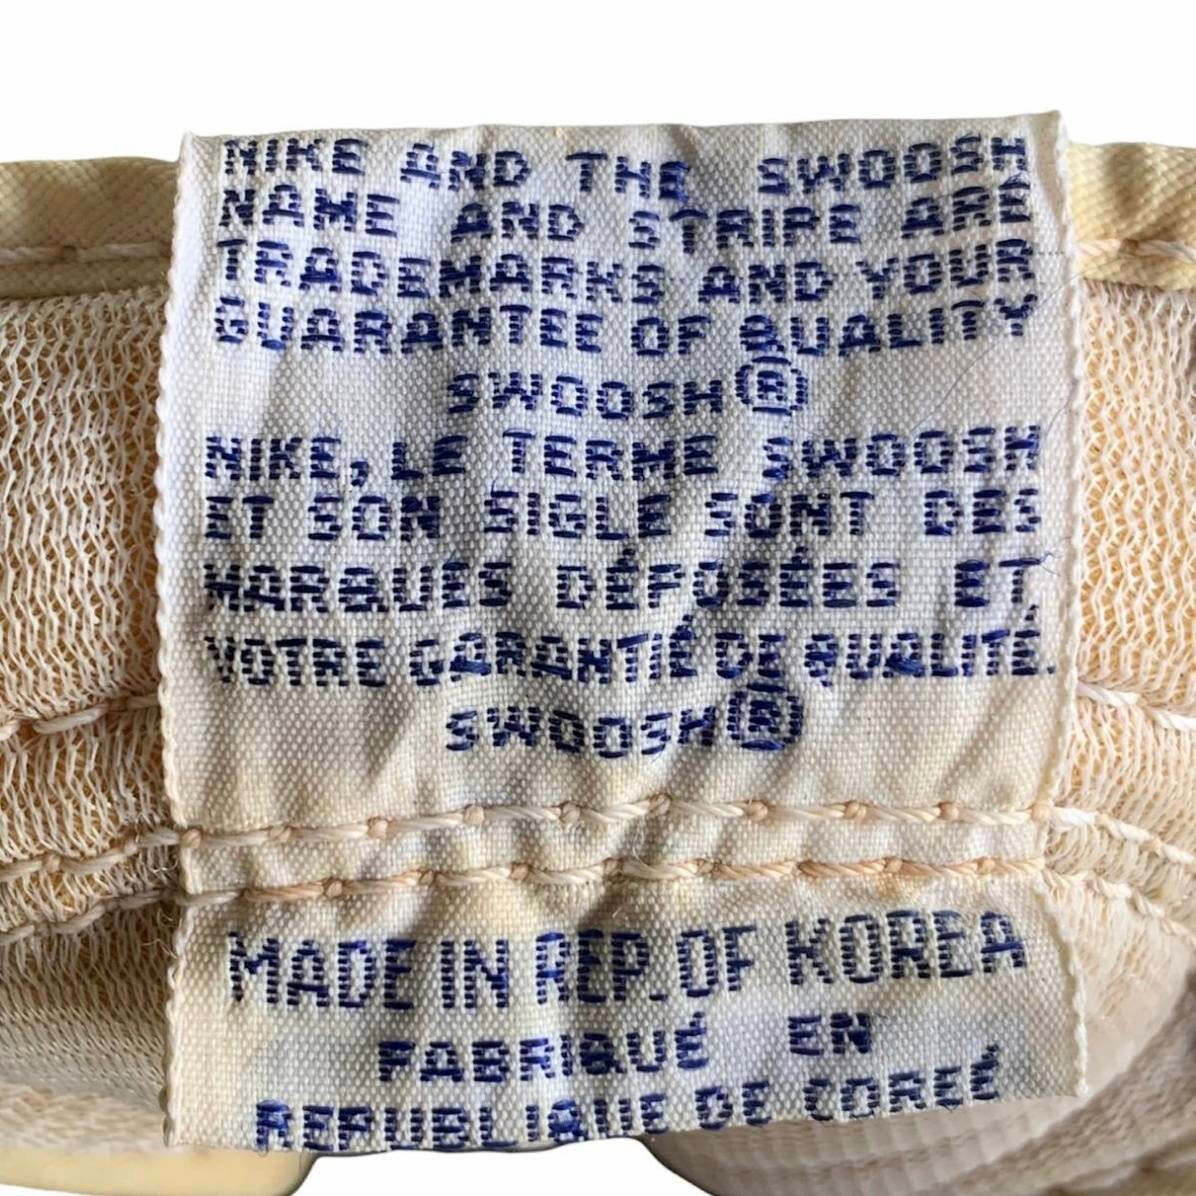 NIKE AND THE SWOOSH
NAME AND STRIPE ARE
TRADEMARKS AND YOUR
GUARANTEE OF QUALITY
SWOOSH®
NIKE, LE TERME SWOOSH
ET SON SIGLE SONT DES
MARQUES DÉPOSÉES ET
VOTRE GARANTIÉ DE QUALITÉ.
SWOOSH®
MADE IN REP. OF KOREA
FABRIQUÉ EN
REPUBLIQUE DE COREÉ